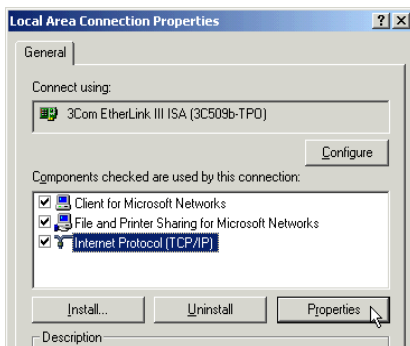 Local Area Connection Properties
General
Connect using:
3Com EtherLink III ISA (3C509b-TPO)
Configure
Components checked are used by this connection:
Client for Microsoft Networks
File and Printer Sharing for Microsoft Networks
Internet Protocol (TCP/IP)
Install... Uninstall Properties
Description